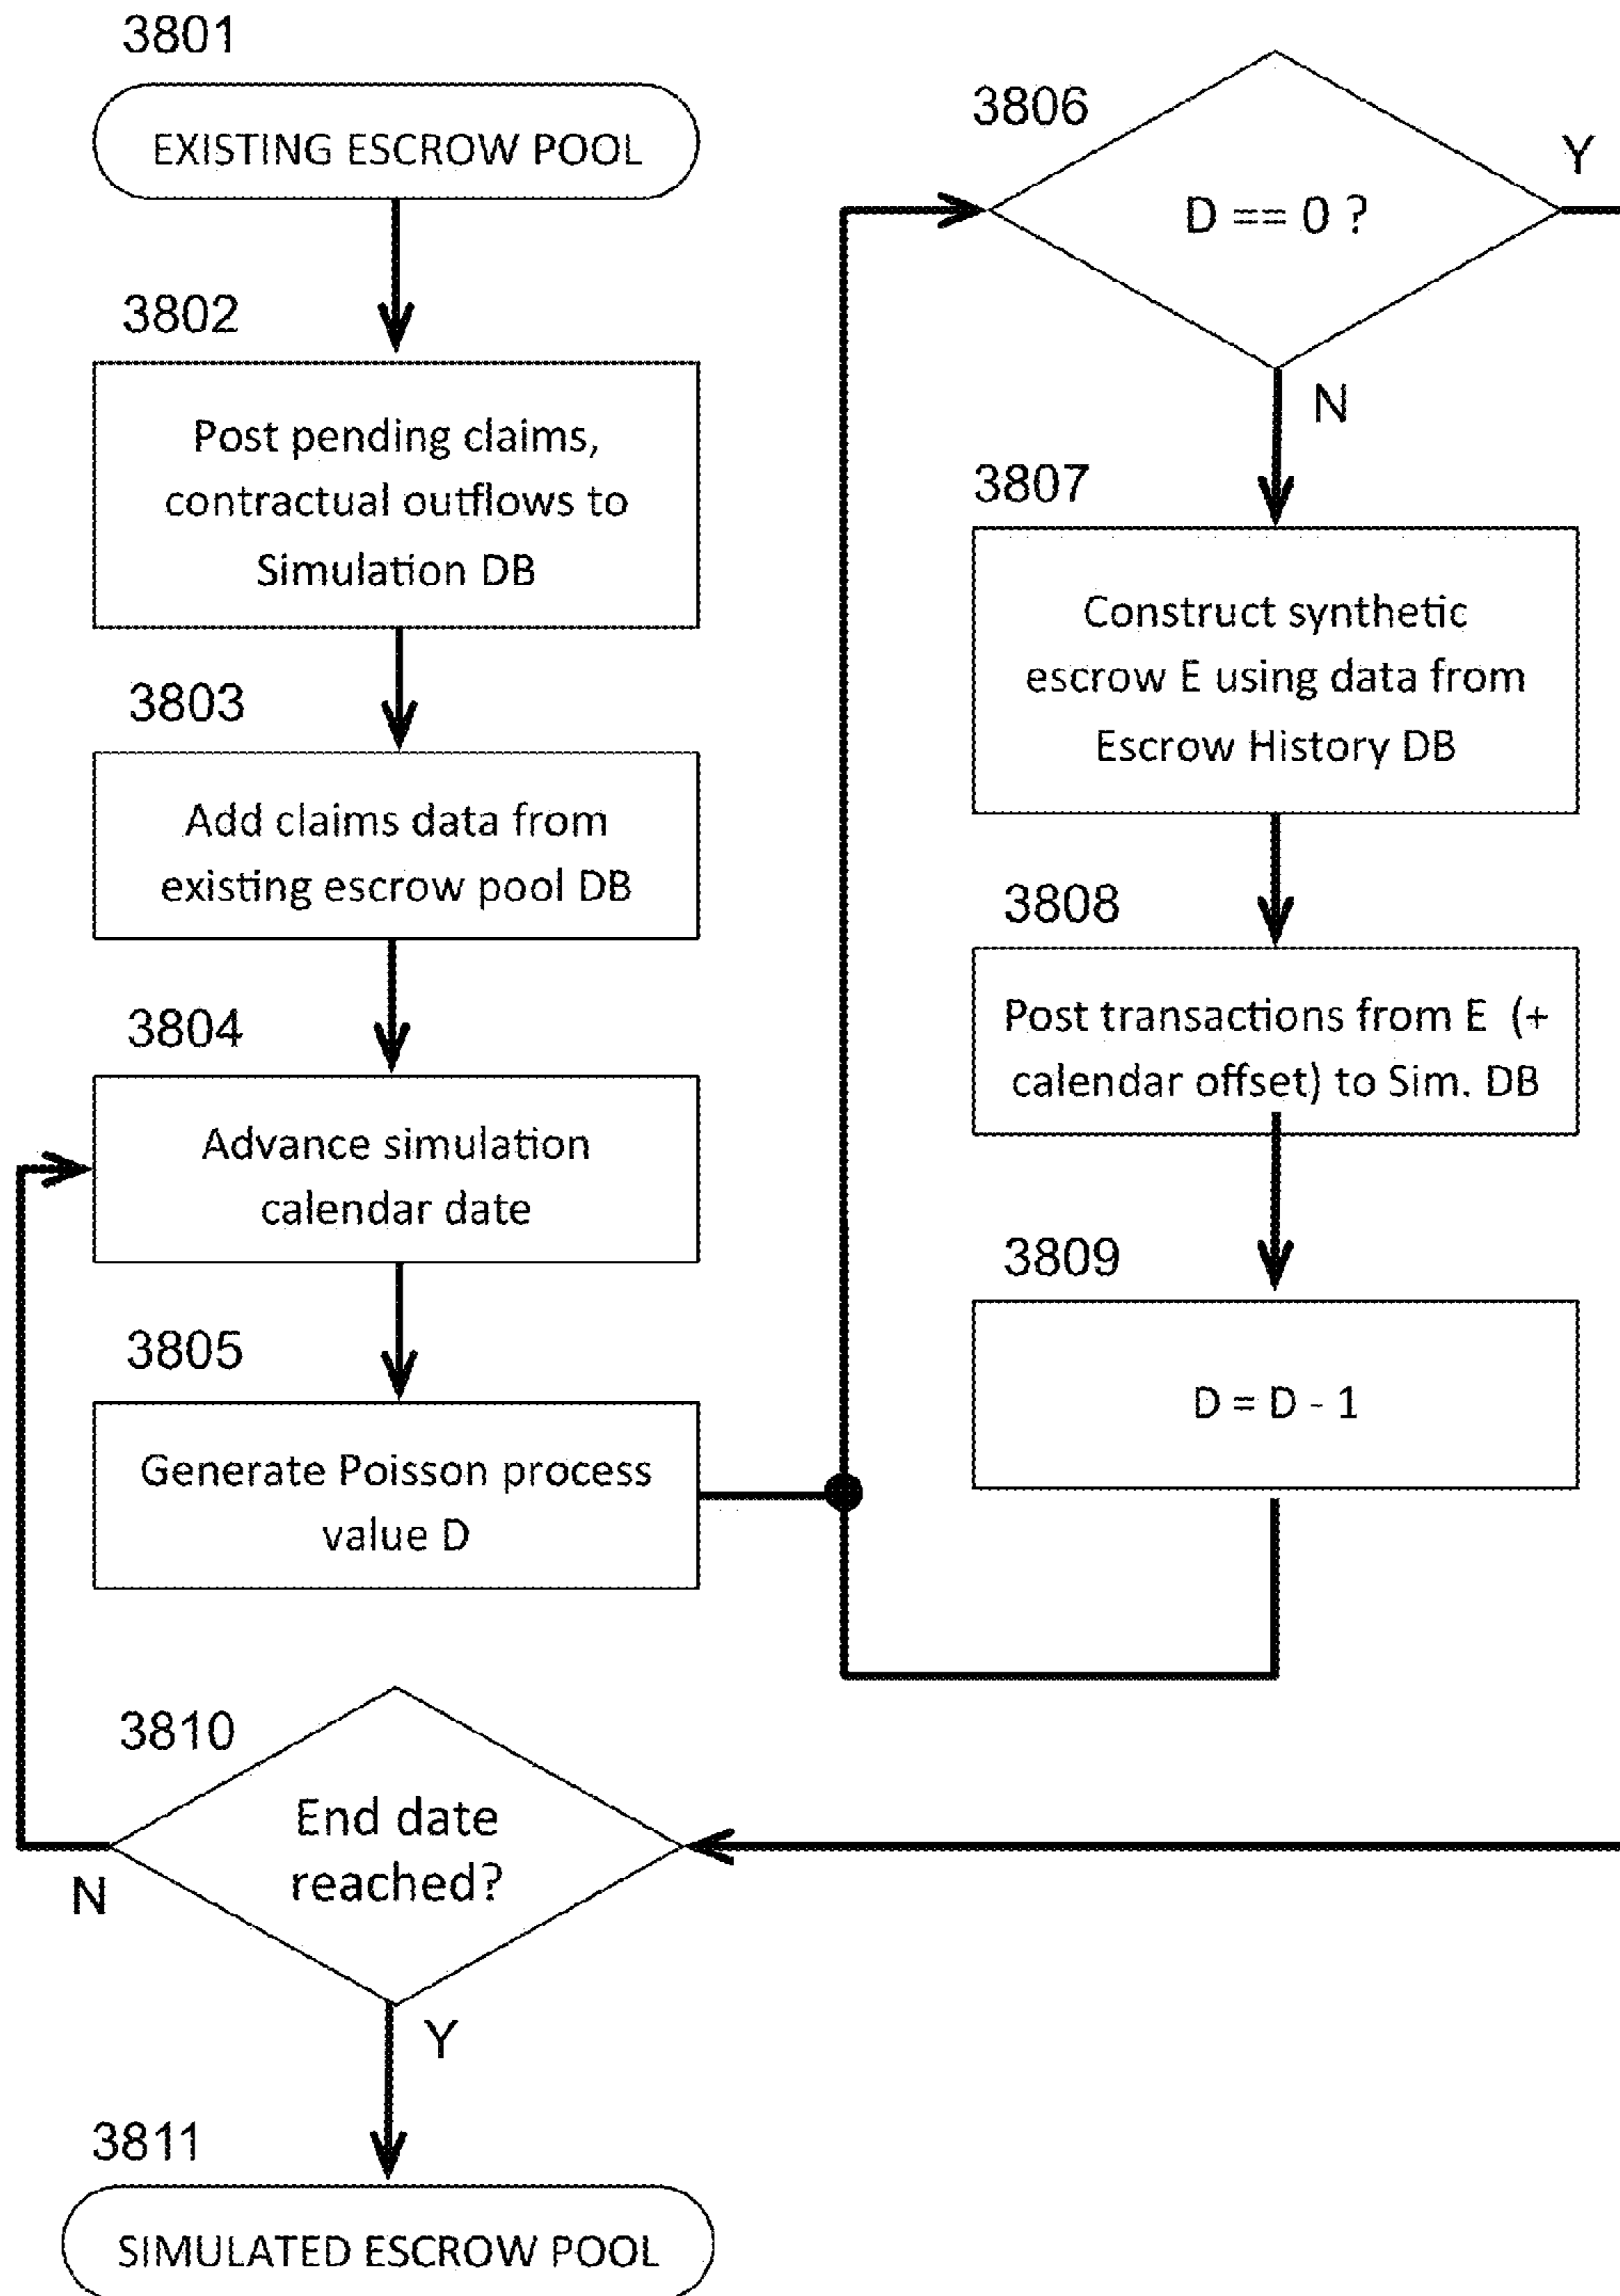 3801
EXISTING ESCROW POOL
3802
Post pending claims,
contractual outflows to
Simulation DB
3803
Add claims data from
existing escrow pool DB
3804
Advance simulation
calendar date
3805
Generate Poisson process
value D
3806
D == 0 ?
Y
N
3807
Construct synthetic
escrow E using data from
Escrow History DB
3808
Post transactions from E (+
calendar offset) to Sim. DB
3809
D = D - 1
3810
End date
reached?
N
Y
3811
SIMULATED ESCROW POOL